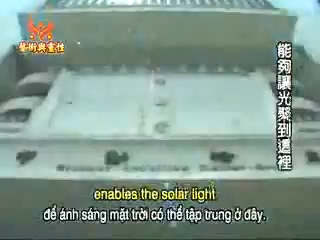 藝術與靈性
能夠讓光聚到這裡
enables the solar light
để ánh sáng mặt trời có thể tập trung ở đây.